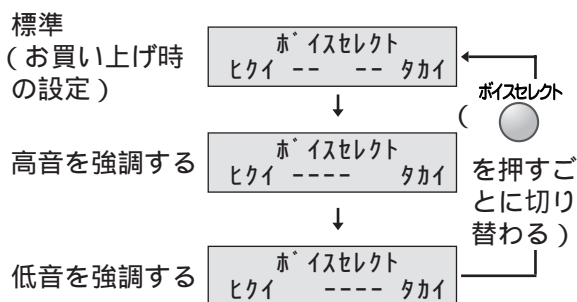 標準
(お買い上げ時
の設定)
ボイスセレクト
ヒクイ -- -- タカイ
高音を強調する
ボイスセレクト
ヒクイ ---- タカイ
低音を強調する
ボイスセレクト
ヒクイ ---- タカイ
ボイスセレクト
(
を押すご
とに切り
替わる)